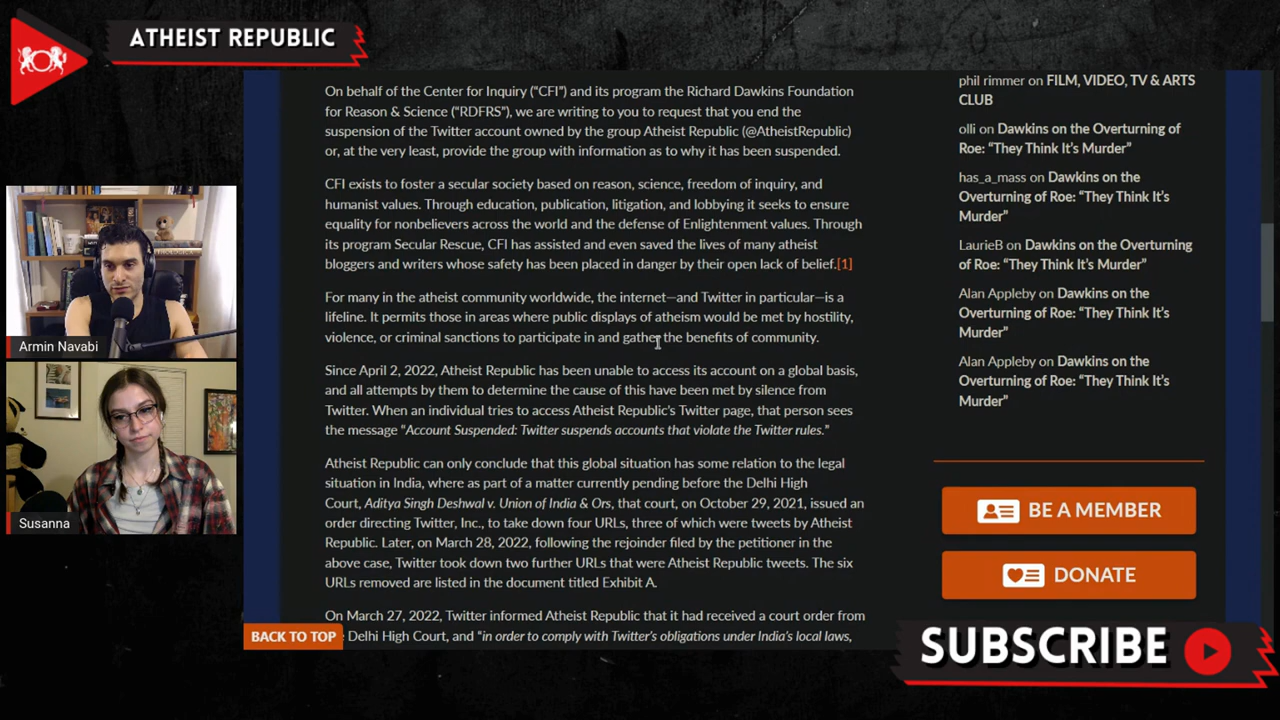 ATHEIST REPUBLIC
On behalf of the Center for Inquiry (“CFI”) and its program the Richard Dawkins Foundation
for Reason & Science (“RDFRS”), we are writing to you to request that you end the
suspension of the Twitter account owned by the group Atheist Republic (@AtheistRepublic)
or, at the very least, provide the group with information as to why it has been suspended.
CFI exists to foster a secular society based on reason, science, freedom of inquiry, and
humanist values. Through education, publication, litigation, and lobbying it seeks to ensure
equality for nonbelievers across the world and the defense of Enlightenment values. Through
its program Secular Rescue, CFI has assisted and even saved the lives of many atheist
bloggers and writers whose safety has been placed in danger by their open lack of belief.[1]
For many in the atheist community worldwide, the internet—and Twitter in particular—is a
lifeline. It permits those in areas where public displays of atheism would be met by hostility,
violence, or criminal sanctions to participate in and gather the benefits of community.
Since April 2, 2022, Atheist Republic has been unable to access its account on a global basis,
and all attempts by them to determine the cause of this have been met by silence from
Twitter. When an individual tries to access Atheist Republic’s Twitter page, that person sees
the message “Account Suspended: Twitter suspends accounts that violate the Twitter rules.”
Atheist Republic can only conclude that this global situation has some relation to the legal
situation in India, where as part of a matter currently pending before the Delhi High
Court, Aditya Singh Deshwal v. Union of India & Ors, that court, on October 29, 2021, issued an
order directing Twitter, Inc., to take down four URLs, three of which were tweets by Atheist
Republic. Later, on March 28, 2022, following the rejoinder filed by the petitioner in the
above case, Twitter took down two further URLs that were Atheist Republic tweets. The six
URLs removed are listed in the document titled Exhibit A.
On March 27, 2022, Twitter informed Atheist Republic that it had received a court order from
Delhi High Court, and “in order to comply with Twitter’s obligations under India’s local laws,
BACK TO TOP
phil rimmer on FILM, VIDEO, TV & ARTS
CLUB
olli on Dawkins on the Overturning of
Roe: “They Think It’s Murder”
has_a_mass on Dawkins on the
Overturning of Roe: “They Think It’s
Murder”
LaurieB on Dawkins on the Overturning
of Roe: “They Think It’s Murder”
Alan Appleby on Dawkins on the
Overturning of Roe: “They Think It’s
Murder”
Alan Appleby on Dawkins on the
Overturning of Roe: “They Think It’s
Murder”
BE A MEMBER
DONATE
Armin Navabi
Susanna
SUBSCRIBE